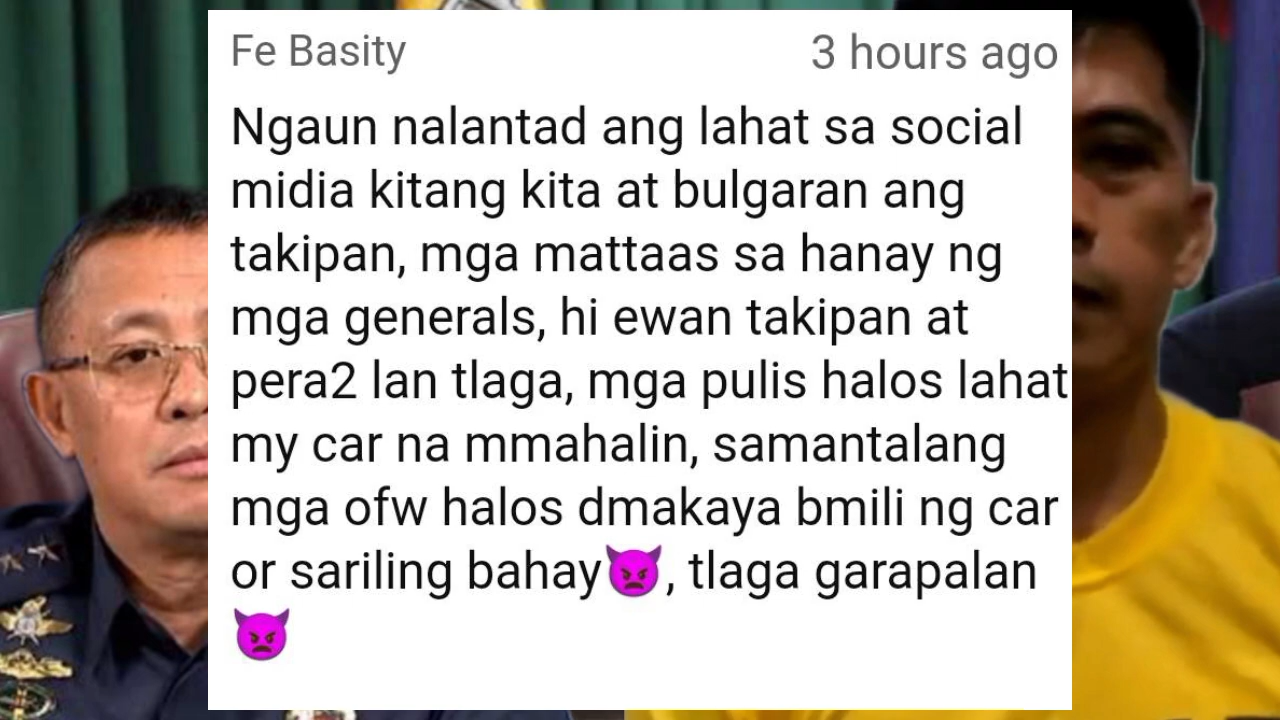 Fe Basity 3 hours ago
Ngaun nalantad ang lahat sa social
midia kitang kita at bulgaran ang
takipan, mga mattaas sa hanay ng
mga generals, hi ewan takipan at
pera2 lan tlaga, mga pulis halos lahat
my car na mmahalin, samantalang
mga ofw halos dmakaya bmili ng car
or sariling bahay👿, tlaga garapalan
👿